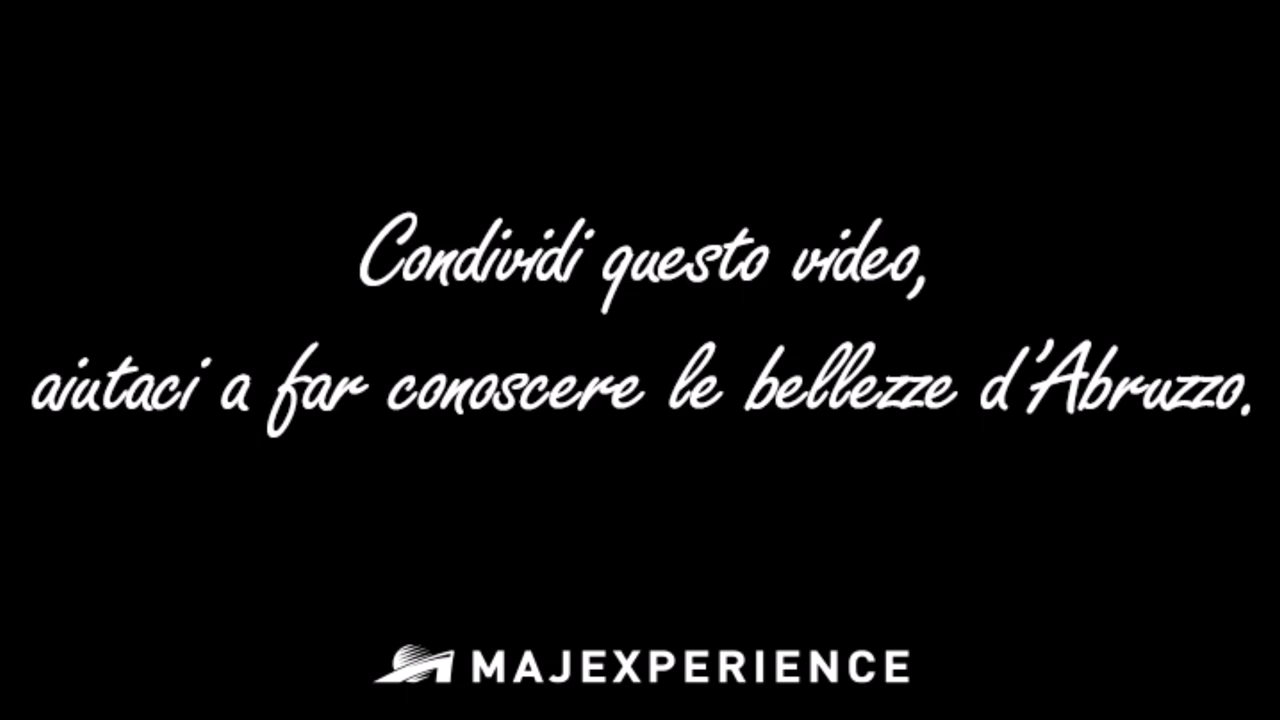 Condividi questo video,
aiutaci a far conoscere le bellezze d'Abruzzo.
MAJEXPERIENCE